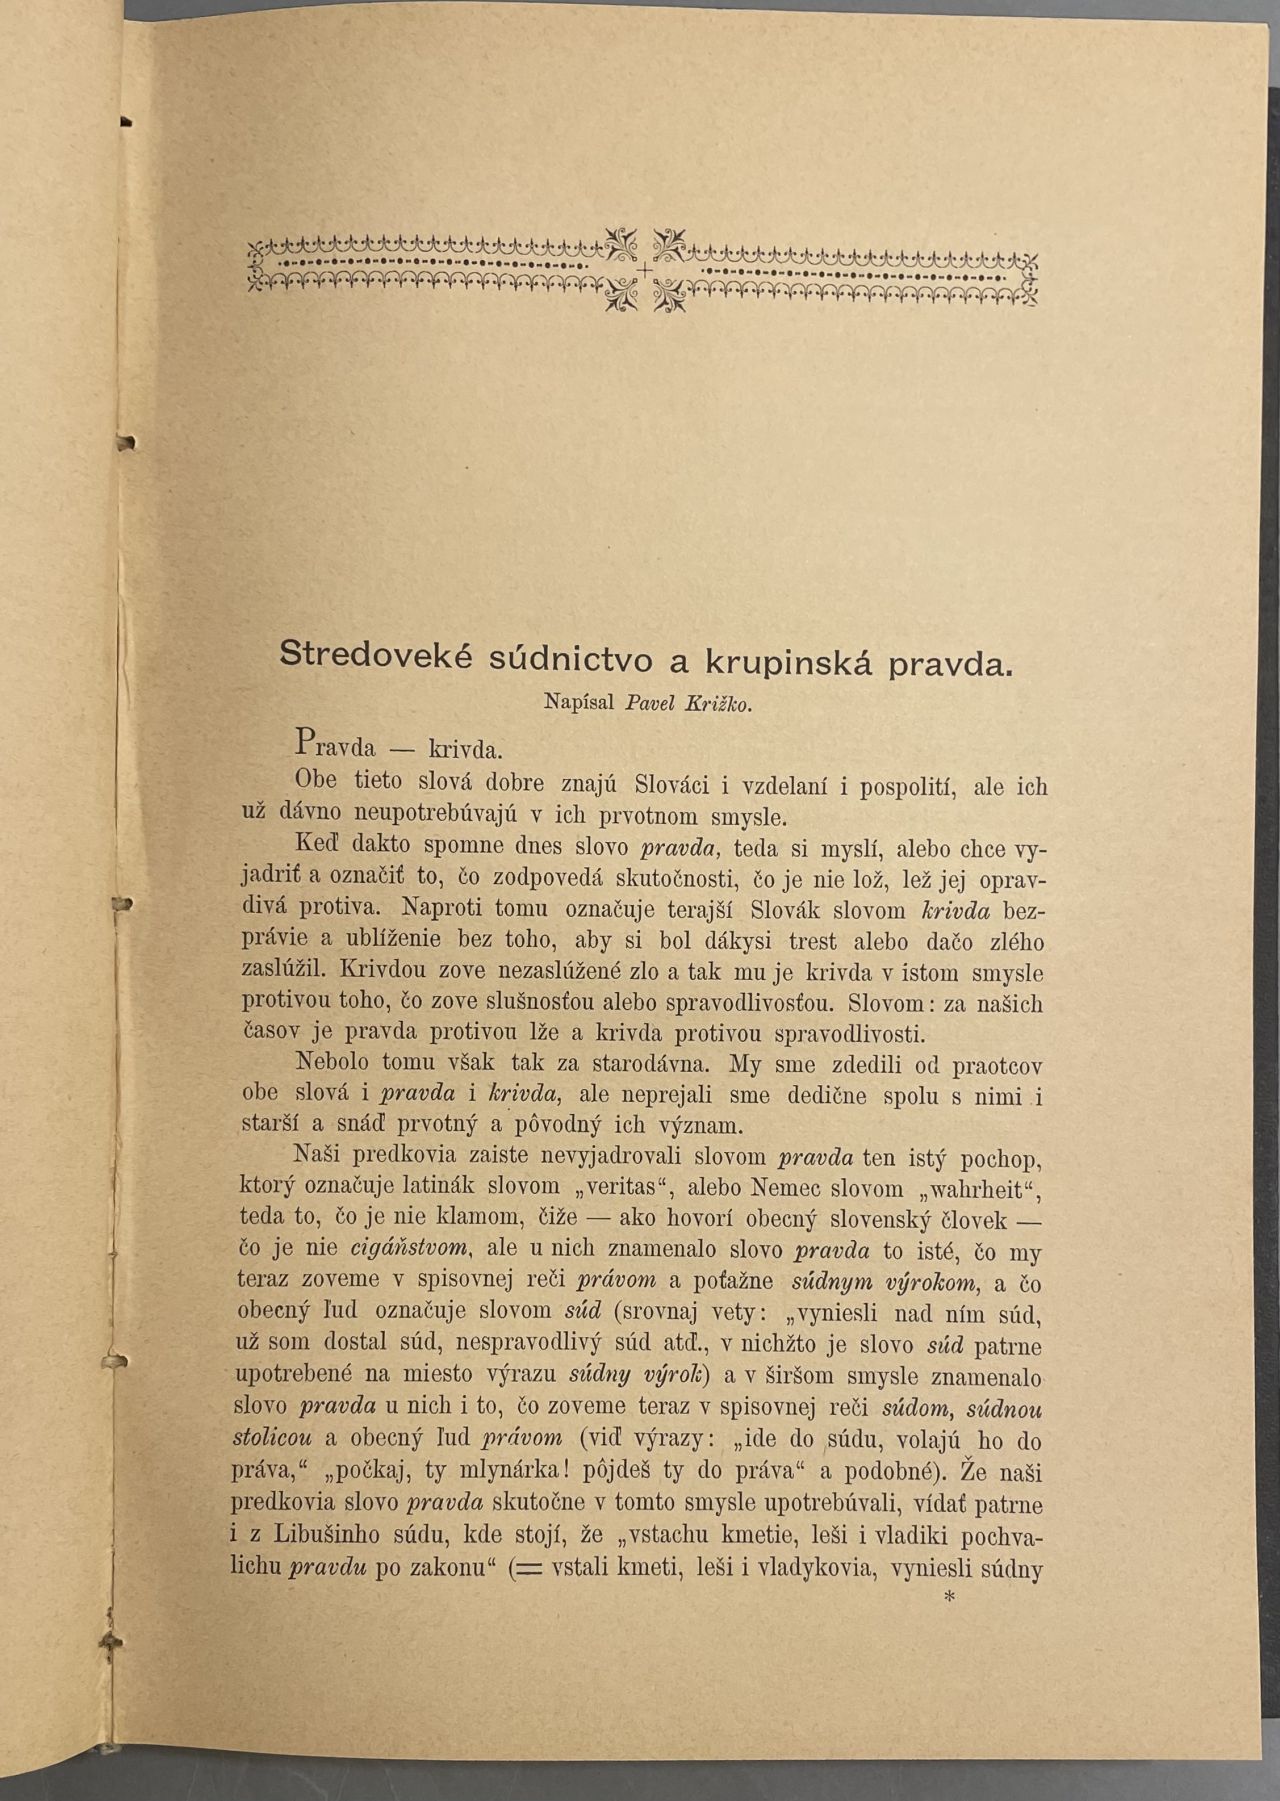 Stredoveké súdnictvo a krupinská pravda.
Napísal Pavel Križko.
Pravda — krivda.
Obe tieto slová dobre znajú Slováci i vzdelaní i pospolití, ale ich
už dávno neupotrebúvajú v ich prvotnom smysle.
Keď dakto spomne dnes slovo pravda, teda si myslí, alebo chce vy-
jadriť a označiť to, čo zodpovedá skutočnosti, čo je nie lož, lež jej oprav-
divá protiva. Naproti tomu označuje terajší Slovák slovom krivda bez-
právie a ublíženie bez toho, aby si bol dákysi trest alebo dačo zlého
zaslúžil. Krivdou zove nezaslúžené zlo a tak mu je krivda v istom smysle
protivou toho, čo zove slušnosťou alebo spravodlivosťou. Slovom: za našich
časov je pravda protivou lže a krivda protivou spravodlivosti.
Nebolo tomu však tak za starodávna. My sme zdedili od praotcov
obe slová i pravda i krivda, ale neprejali sme dedične spolu s nimi i
starší a snáď prvotný a pôvodný ich význam.
Naši predkovia zaiste nevyjadrovali slovom pravda ten istý pochop,
ktorý označuje latinák slovom „veritas“, alebo Nemec slovom „wahrheit“,
teda to, čo je nie klamom, čiže — ako hovorí obecný slovenský človek —
čo je nie cigáňstvom, ale u nich znamenalo slovo pravda to isté, čo my
teraz zoveme v spisovnej reči právom a poťažne súdnym výrokom, a čo
obecný ľud označuje slovom súd (srovnaj vety: „vyniesli nad ním súd,
už som dostal súd, nespravodlivý súd atď., v nichžto je slovo súd patrne
upotrebené na miesto výrazu súdny výrok) a v širšom smysle znamenalo
slovo pravda u nich i to, čo zoveme teraz v spisovnej reči súdom, súdnou
stolicou a obecný ľud právom (viď výrazy: „ide do súdu, volajú ho do
práva,“ „počkaj, ty mlynárka! pôjdeš ty do práva“ a podobné). Že naši
predkovia slovo pravda skutočne v tomto smysle upotrebúvali, vídať patrne
i z Libušinho súdu, kde stojí, že „vstachu kmetie, leši i vladiki pochva-
lichu pravdu po zakonu“ (= vstali kmeti, leši i vladykovia, vyniesli súdny
*